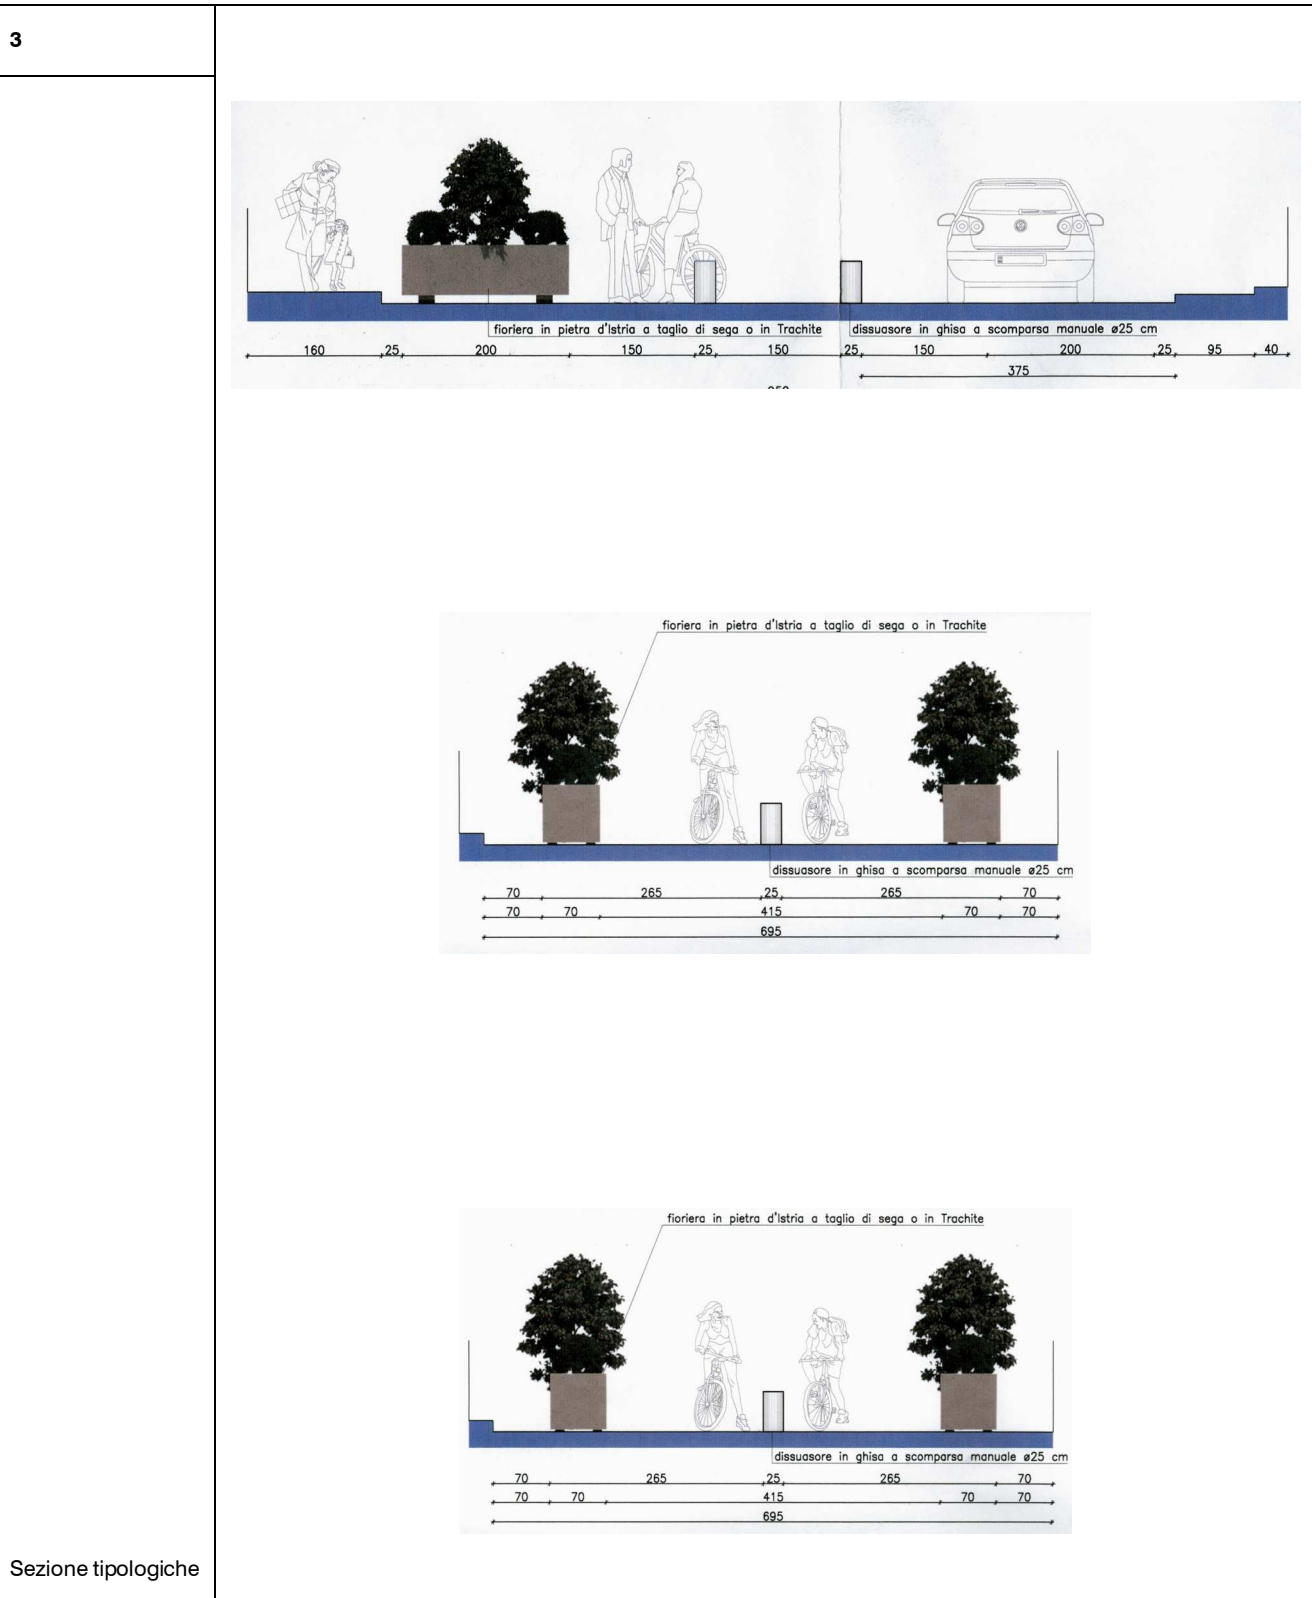 3
fioriera in pietra d'Istria a taglio di sega o in Trachite
dissuasore in ghisa a scomparsa manuale ø25 cm
160 25 200 150 25 150 25 150 200 25 95 40
375
fioriera in pietra d'Istria a taglio di sega o in Trachite
dissuasore in ghisa a scomparsa manuale ø25 cm
70 265 25 265 70
70 70 415 70 70
695
fioriera in pietra d'Istria a taglio di sega o in Trachite
dissuasore in ghisa a scomparsa manuale ø25 cm
70 265 25 265 70
70 70 415 70 70
695
Sezione tipologiche